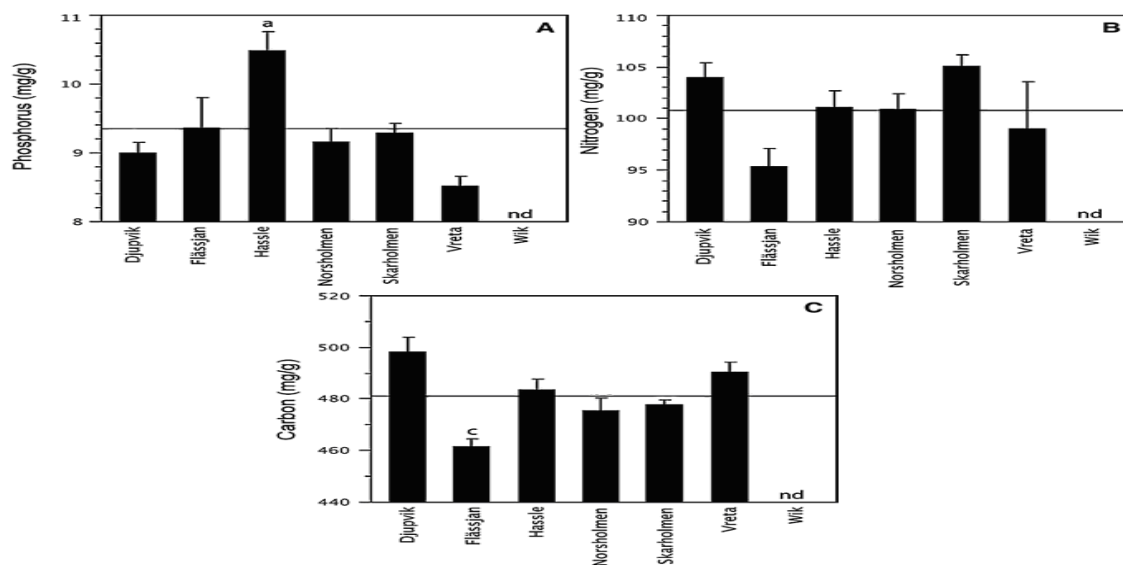 A
Phosphorus (mg/g)
11
10
9
8
a
nd
Djupvik
Flässjan
Hassle
Norsholmen
Skarholmen
Vreta
Wik
B
Nitrogen (mg/g)
110
105
100
95
90
nd
Djupvik
Flässjan
Hassle
Norsholmen
Skarholmen
Vreta
Wik
C
Carbon (mg/g)
520
500
480
460
440
c
nd
Djupvik
Flässjan
Hassle
Norsholmen
Skarholmen
Vreta
Wik